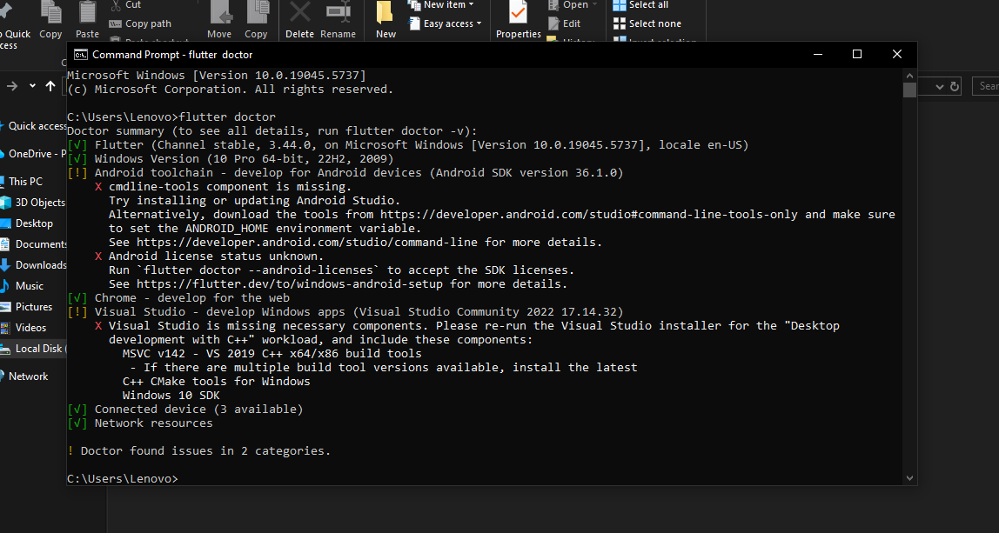 Cut
New item
Open
Select all
Quick
Copy
Paste
Copy path
Move
Copy
Delete
Rename
New
Easy access
Properties
Edit
Select none
Command Prompt - flutter doctor
Microsoft Windows [Version 10.0.19045.5737]
(c) Microsoft Corporation. All rights reserved.
C:\Users\Lenovo>flutter doctor
Doctor summary (to see all details, run flutter doctor -v):
[√] Flutter (Channel stable, 3.44.0, on Microsoft Windows [Version 10.0.19045.5737], locale en-US)
[√] Windows Version (10 Pro 64-bit, 22H2, 2009)
[!] Android toolchain - develop for Android devices (Android SDK version 36.1.0)
X cmdline-tools component is missing.
Try installing or updating Android Studio.
Alternatively, download the tools from https://developer.android.com/studio#command-line-tools-only and make sure
to set the ANDROID_HOME environment variable.
See https://developer.android.com/studio/command-line for more details.
X Android license status unknown.
Run `flutter doctor --android-licenses` to accept the SDK licenses.
See https://flutter.dev/to/windows-android-setup for more details.
[√] Chrome - develop for the web
[!] Visual Studio - develop Windows apps (Visual Studio Community 2022 17.14.32)
X Visual Studio is missing necessary components. Please re-run the Visual Studio installer for the "Desktop
development with C++" workload, and include these components:
MSVC v142 - VS 2019 C++ x64/x86 build tools
- If there are multiple build tool versions available, install the latest
C++ CMake tools for Windows
Windows 10 SDK
[√] Connected device (3 available)
[√] Network resources
! Doctor found issues in 2 categories.
C:\Users\Lenovo>
Quick access
OneDrive - P
This PC
3D Objects
Desktop
Documents
Downloads
Music
Pictures
Videos
Local Disk (
Network
Sear